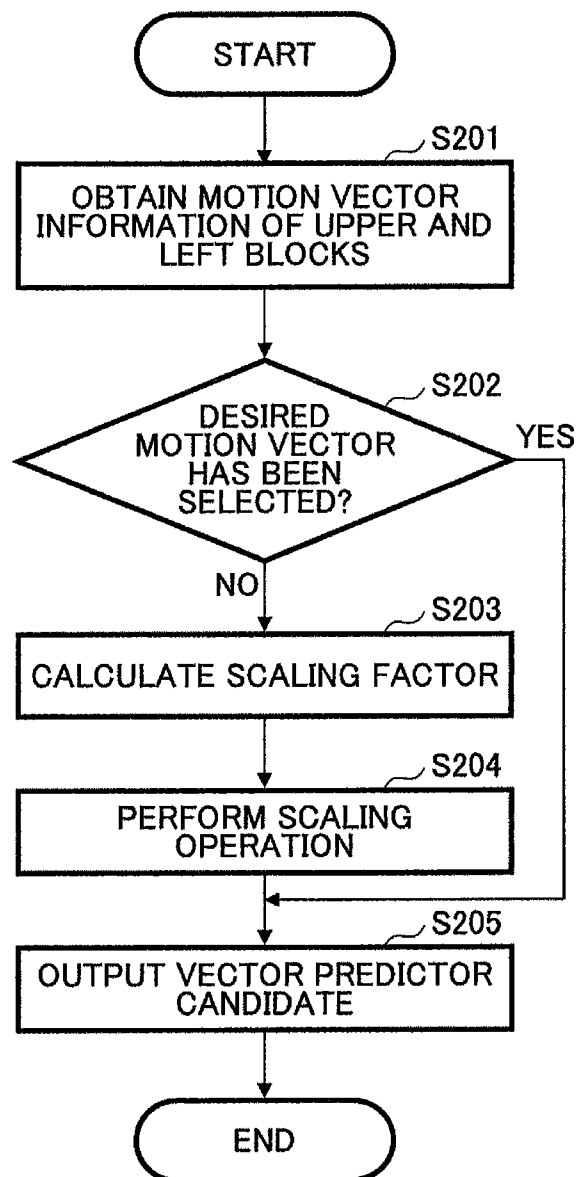 START
S201
OBTAIN MOTION VECTOR
INFORMATION OF UPPER AND
LEFT BLOCKS
S202
DESIRED
MOTION VECTOR
HAS BEEN
SELECTED?
YES
NO
S203
CALCULATE SCALING FACTOR
S204
PERFORM SCALING
OPERATION
S205
OUTPUT VECTOR PREDICTOR
CANDIDATE
END